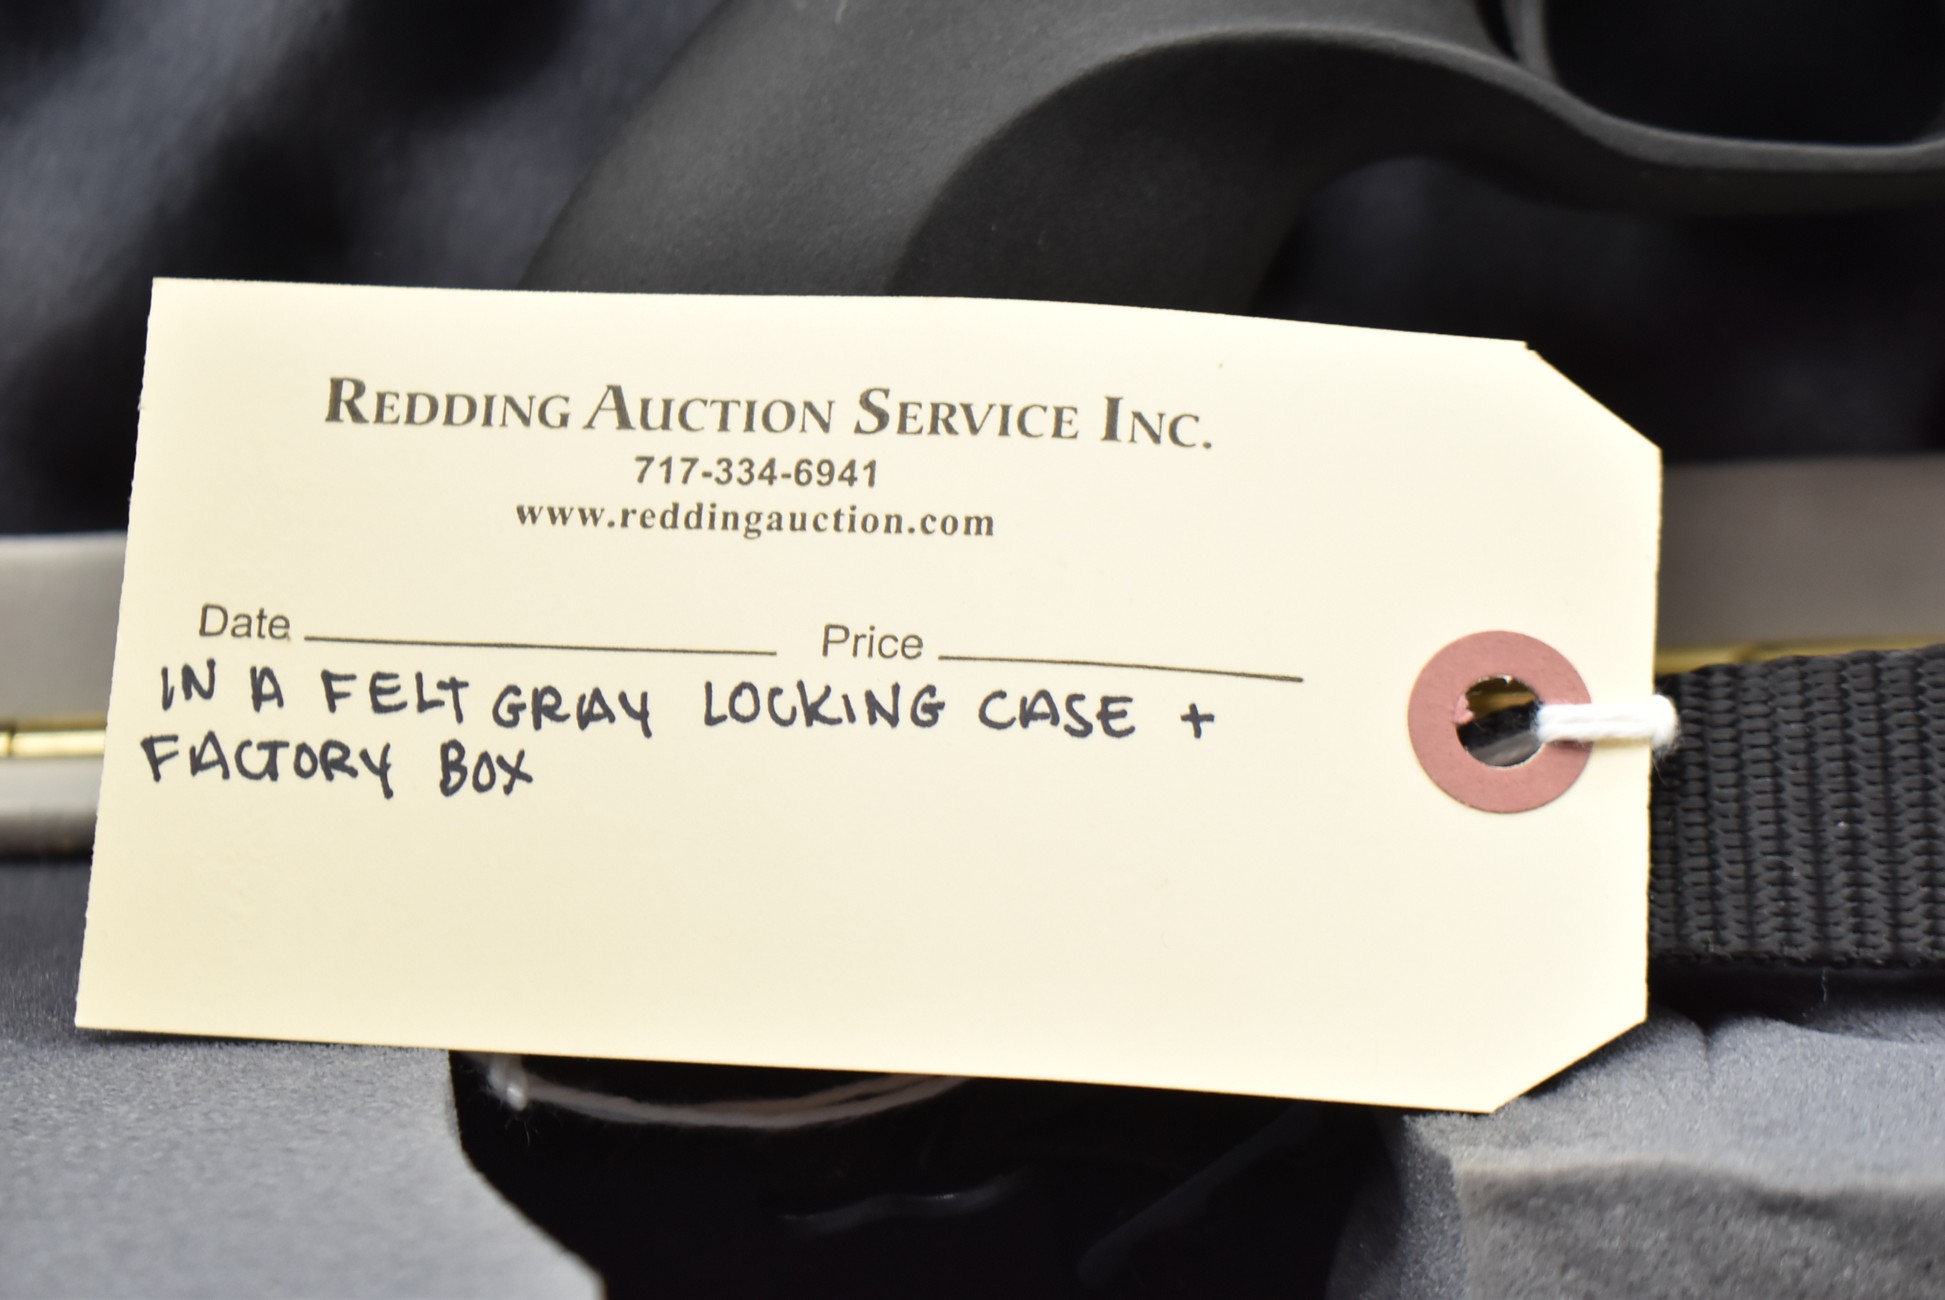 REDDING AUCTION SERVICE INC.
717-334-6941
www.reddingauction.com
Date Price
IN A FELT GRAY LOCKING CASE +
FACTORY BOX